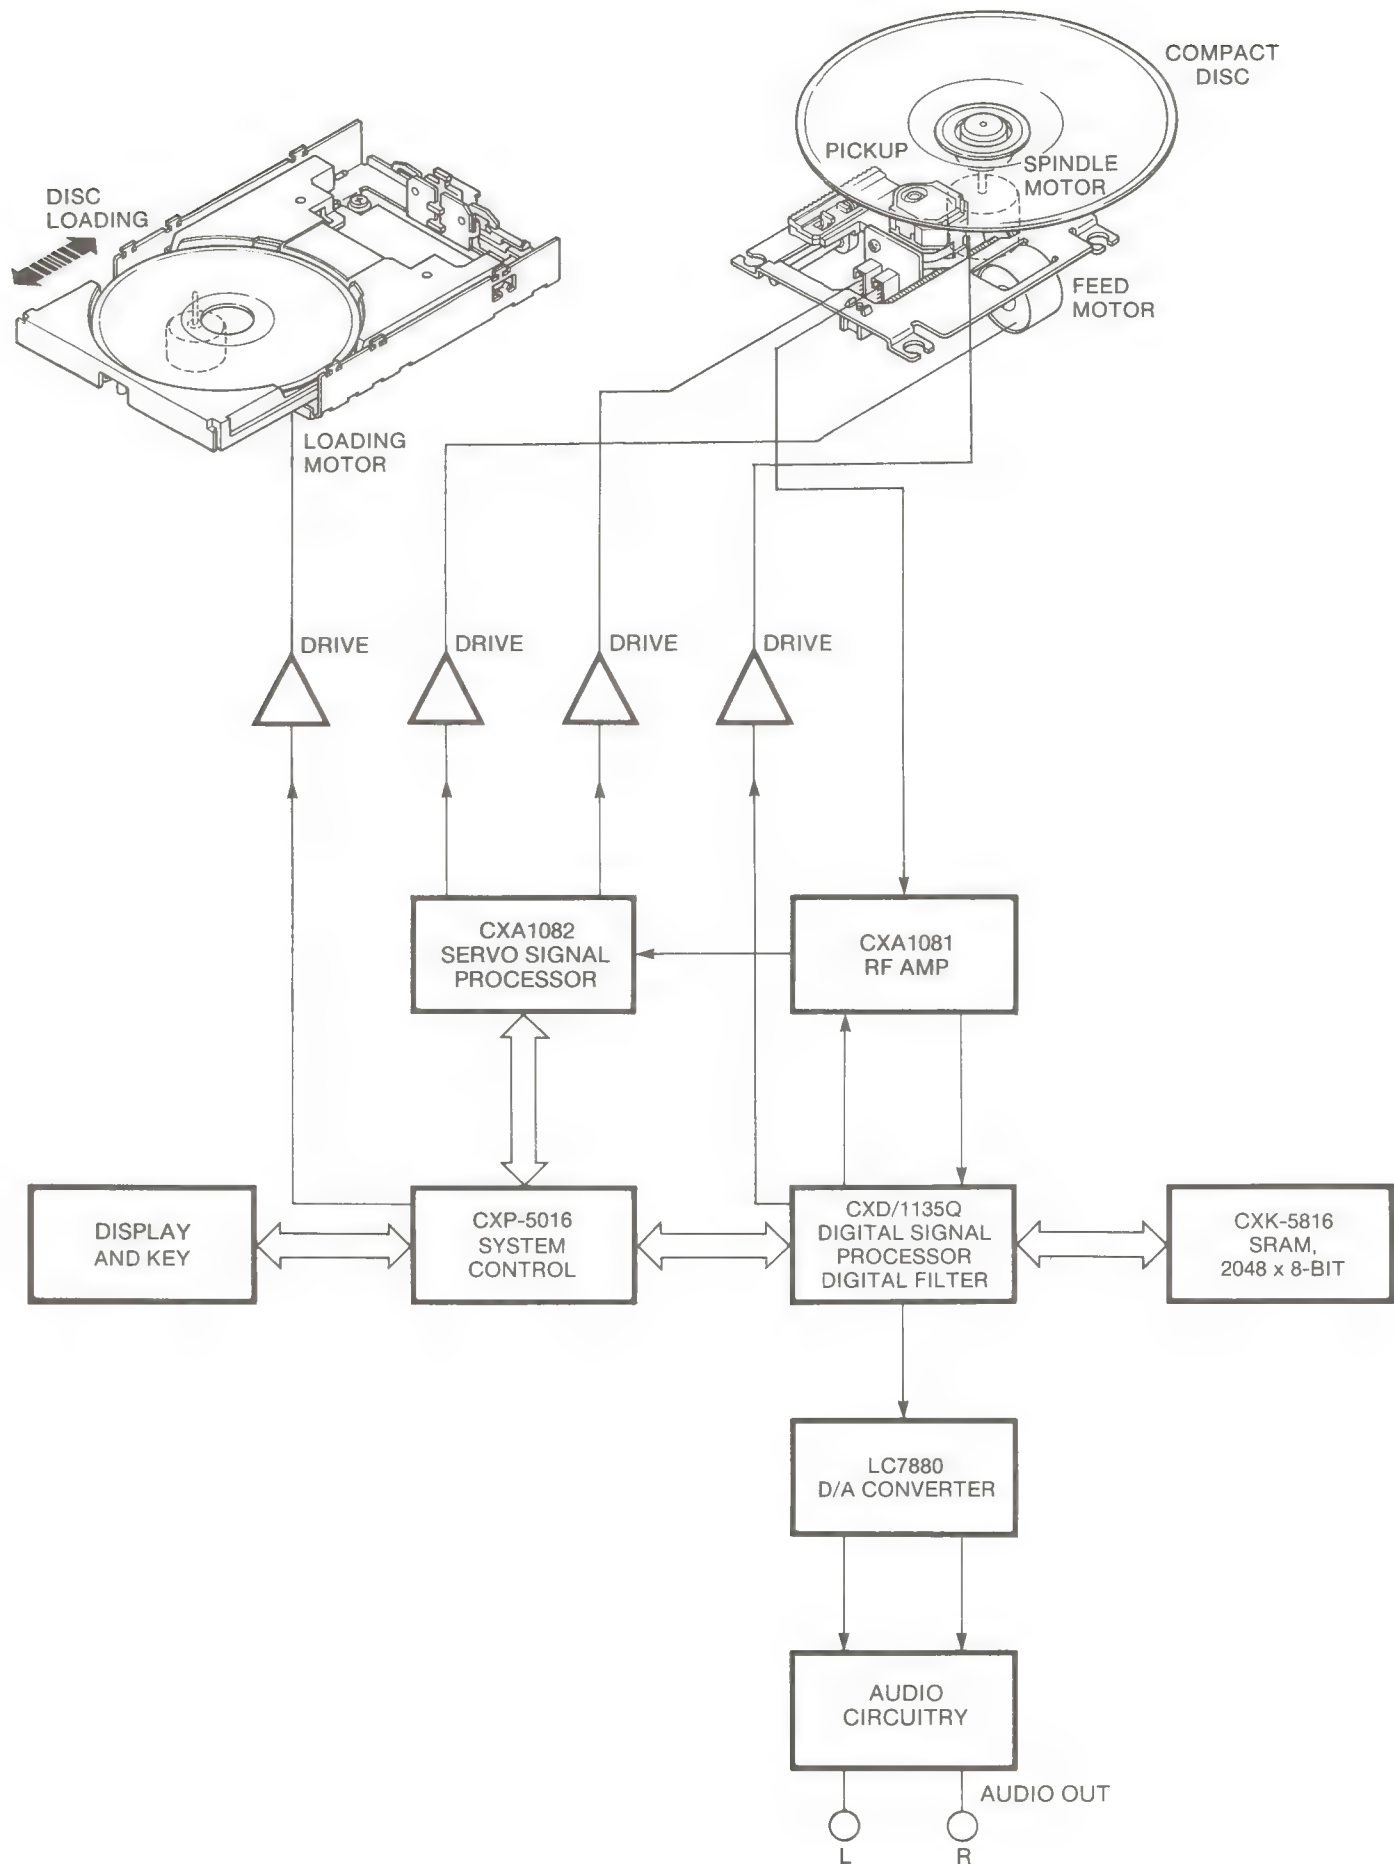 COMPACT
DISC
PICKUP
SPINDLE
MOTOR
DISC
LOADING
FEED
MOTOR
LOADING
MOTOR
DRIVE
DRIVE
DRIVE
DRIVE
CXA1082
SERVO SIGNAL
PROCESSOR
CXA1081
RF AMP
DISPLAY
AND KEY
CXP-5016
SYSTEM
CONTROL
CXD/1135Q
DIGITAL SIGNAL
PROCESSOR
DIGITAL FILTER
CXK-5816
SRAM,
2048 x 8-BIT
LC7880
D/A CONVERTER
AUDIO
CIRCUITRY
AUDIO OUT
L
R